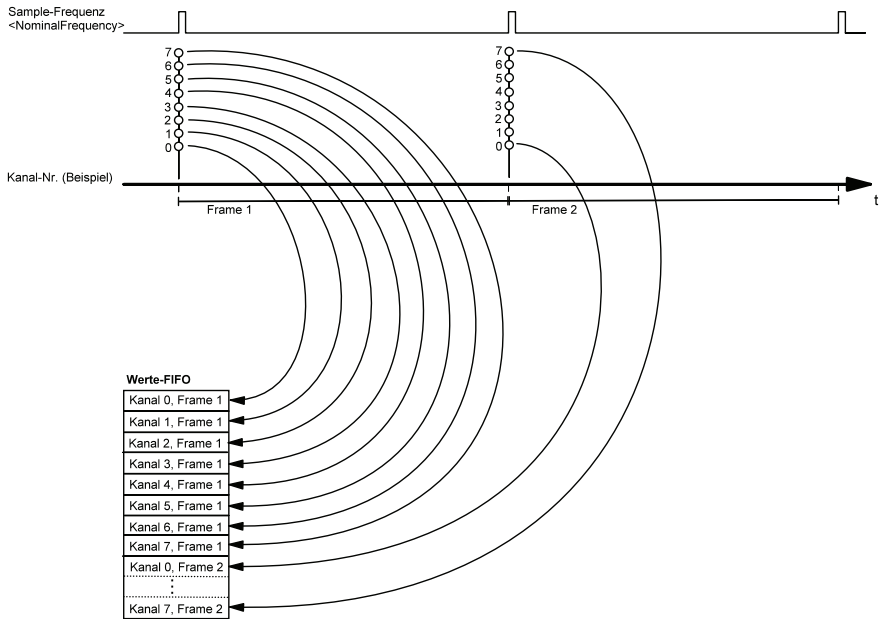 Sample-Frequenz
<NominalFrequency>
7
6
5
4
3
2
1
0
7
6
5
4
3
2
1
0
Kanal-Nr. (Beispiel)
t
Frame 1
Frame 2
Werte-FIFO
Kanal 0, Frame 1
Kanal 1, Frame 1
Kanal 2, Frame 1
Kanal 3, Frame 1
Kanal 4, Frame 1
Kanal 5, Frame 1
Kanal 6, Frame 1
Kanal 7, Frame 1
Kanal 0, Frame 2
Kanal 7, Frame 2